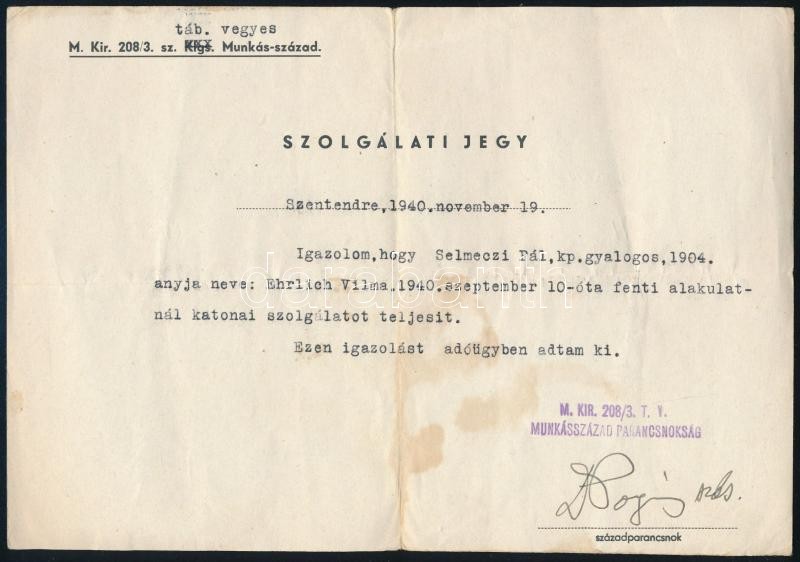 táb. vegyes
M. Kir. 208/3. sz. Klgs. Munkás-század.
SZOLGÁLATI JEGY
Szentendre,1940.november 19.
Igazolom,hogy Selmeczi Pál,kp.gyalogos,1904.
anyja neve: Ehrlich Vilma,1940.szeptember 10-óta fenti alakulat-
nál katonai szolgálatot teljesit.
Ezen igazolást adóügyben adtam ki.
darabanth
M. KIR. 208/3. T. V.
MUNKÁSSZÁZAD PARANCSNOKSÁG
századparancsnok